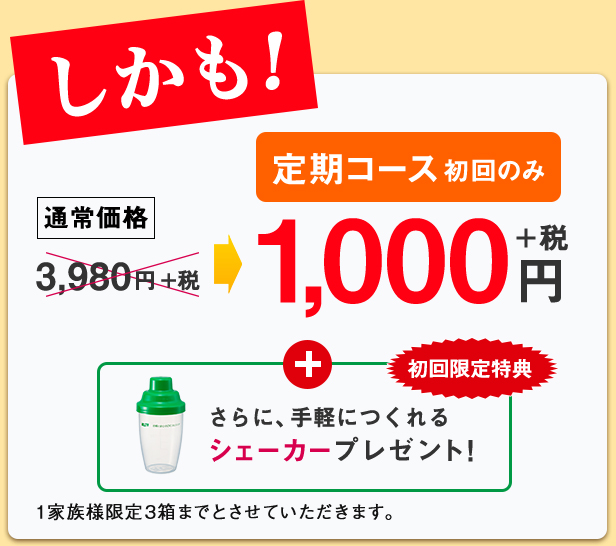 しかも!
定期コース 初回のみ
通常価格
3,980円+税
1,000円+税
+
初回限定特典
さらに、手軽につくれる
シェーカープレゼント!
1家族様限定3箱までとさせていただきます。